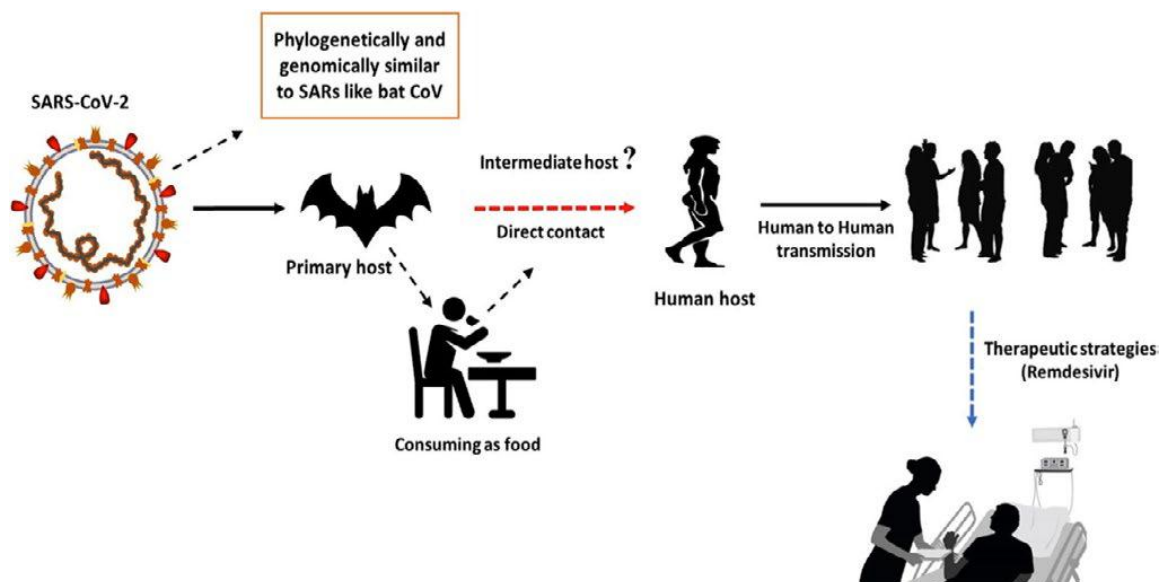 Phylogenetically and
genomically similar
to SARs like bat CoV
SARS-CoV-2
Intermediate host ?
Direct contact
Primary host
Human to Human
transmission
Human host
Consuming as food
Therapeutic strategies
(Remdesivir)